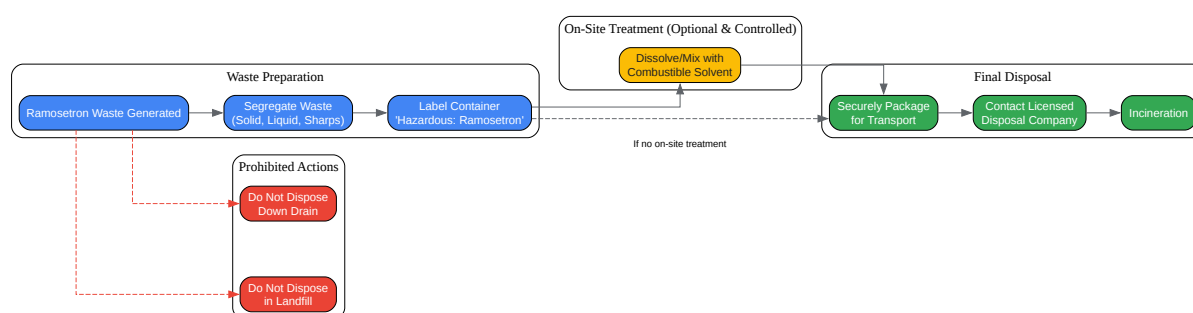 On-Site Treatment (Optional & Controlled)
Dissolve/Mix with
Combustible Solvent
Waste Preparation
Ramosetron Waste Generated
Segregate Waste
(Solid, Liquid, Sharps)
Label Container
'Hazardous: Ramosetron'
If no on-site treatment
Final Disposal
Securely Package
for Transport
Contact Licensed
Disposal Company
Incineration
Prohibited Actions
Do Not Dispose
Down Drain
Do Not Dispose
in Landfill